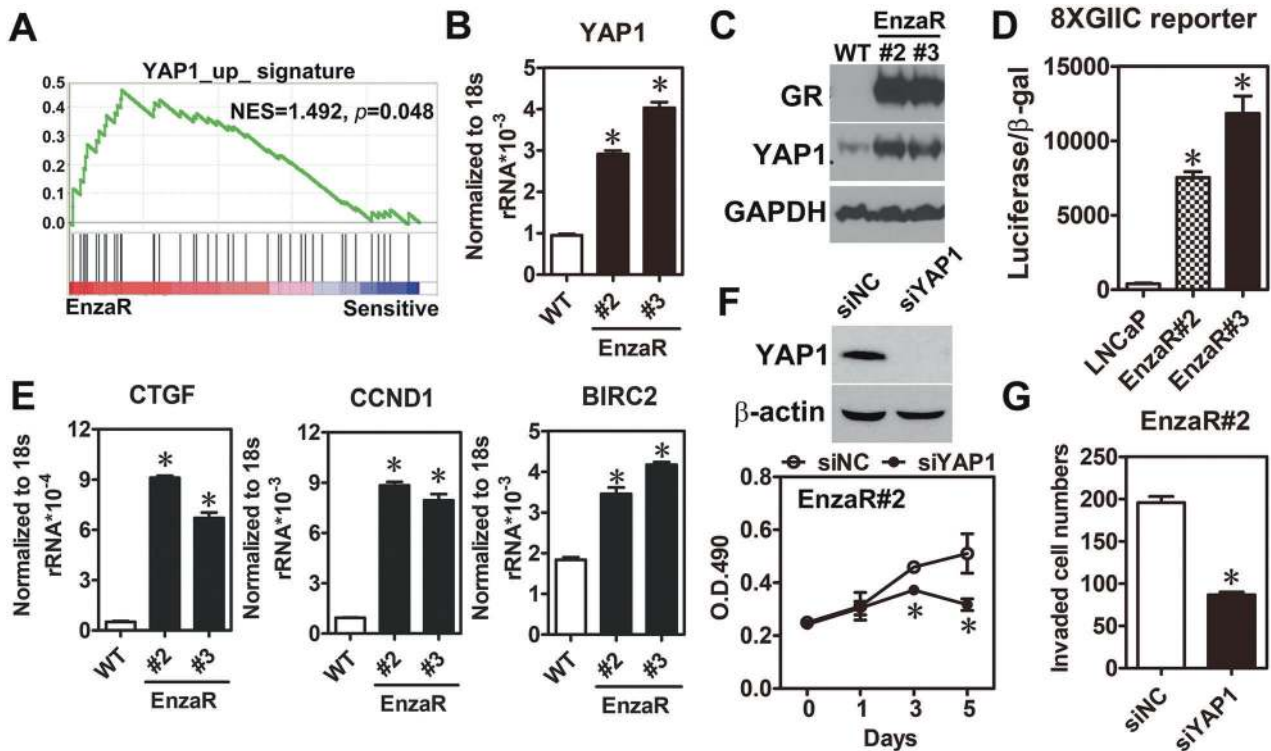 A
YAP1_up_ signature
NES=1.492, p=0.048
0.5
0.4
0.3
0.2
0.1
0.0
EnzaR
Sensitive
B
YAP1
Normalized to 18s
rRNA*10-3
5
4
3
2
1
0
*
*
WT
#2
#3
EnzaR
C
EnzaR
WT #2 #3
GR
YAP1
GAPDH
D
8XGIIC reporter
Luciferase/β-gal
15000
10000
5000
0
*
*
LNCaP
EnzaR#2
EnzaR#3
E
CTGF
Normalized to 18s
rRNA*10-4
12
9
6
3
0
*
*
WT
#2
#3
EnzaR
CCND1
Normalized to 18s
rRNA*10-3
12
9
6
3
0
*
*
WT
#2
#3
EnzaR
BIRC2
Normalized to 18s
rRNA*10-3
5
4
3
2
1
0
*
*
WT
#2
#3
EnzaR
F
siNC
siYAP1
YAP1
β-actin
siNC
siYAP1
EnzaR#2
O.D.490
0.8
0.6
0.4
0.2
0.0
*
*
0
1
3
5
Days
G
EnzaR#2
Invaded cell numbers
250
200
150
100
50
0
*
siNC
siYAP1